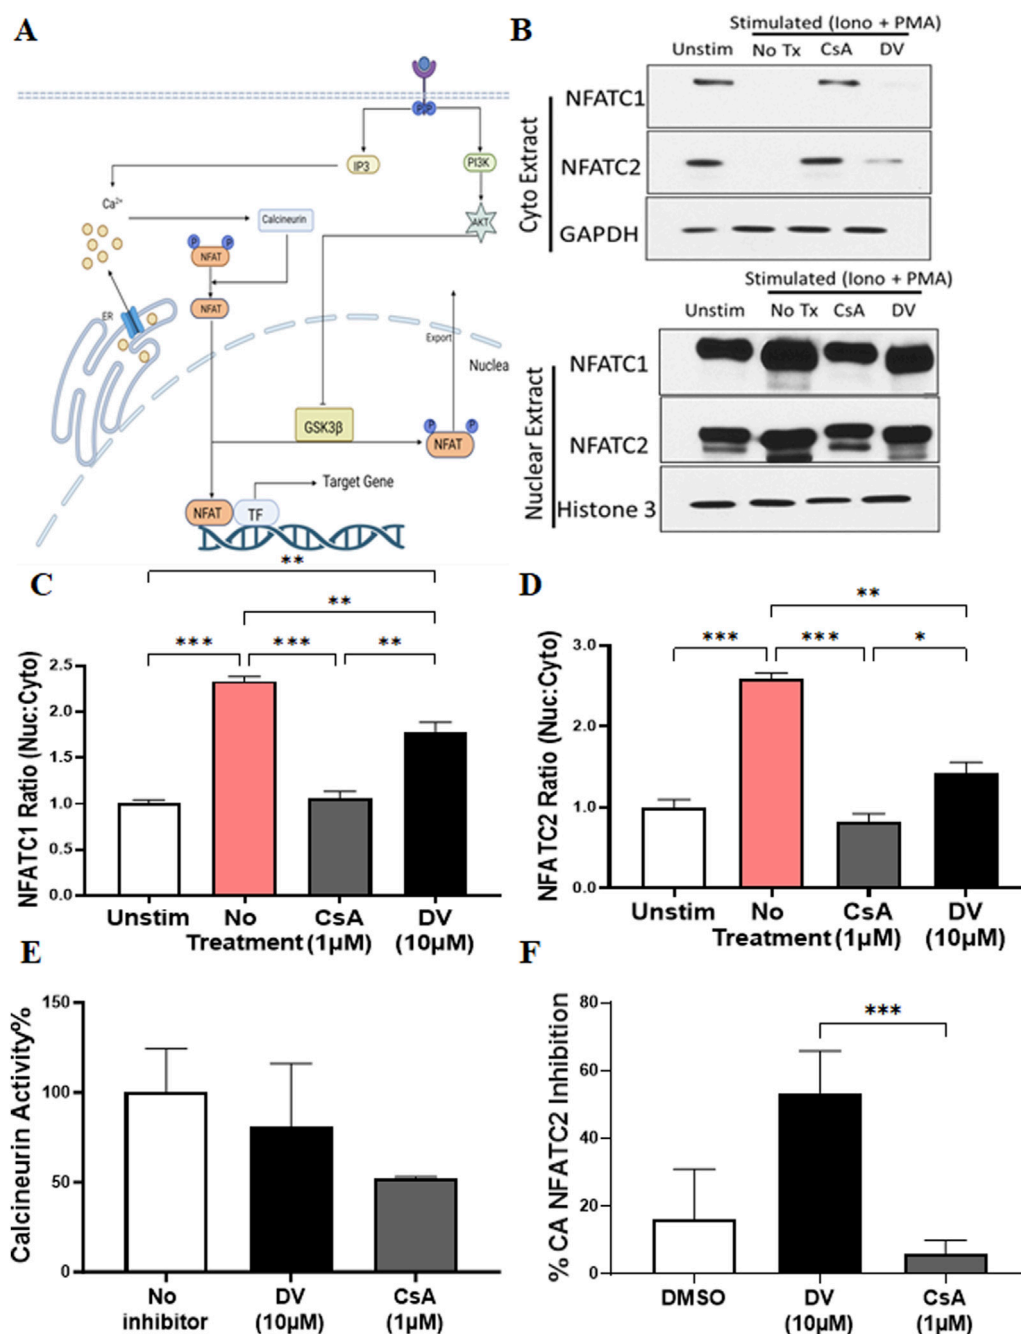 A
P P
IP3
PI3K
Ca²⁺
Calcineurin
AKT
P P
NFAT
NFAT
ER
Export
Nuclea
GSK3β
P P
NFAT
Target Gene
NFAT TF
B
Stimulated (Iono + PMA)
Unstim No Tx CsA DV
Cyto Extract
NFATC1
NFATC2
GAPDH
Stimulated (Iono + PMA)
Unstim No Tx CsA DV
Nuclear Extract
NFATC1
NFATC2
Histone 3
C
**
**
*** *** **
NFATC1 Ratio (Nuc:Cyto)
2.5
2.0
1.5
1.0
0.5
0.0
Unstim No CsA DV
Treatment (1µM) (10µM)
D
**
*** *** *
NFATC2 Ratio (Nuc:Cyto)
3.0
2.0
1.0
0.0
Unstim No CsA DV
Treatment (1µM) (10µM)
E
Calcineurin Activity%
150
100
50
0
No DV CsA
inhibitor (10µM) (1µM)
F
***
% CA NFATC2 Inhibition
80
60
40
20
0
DMSO DV CsA
(10µM) (1µM)